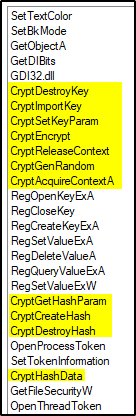 SetTextColor
SetBkMode
GetObjectA
GetDIBits
GDI32.dll
CryptDestroyKey
CryptImportKey
CryptSetKeyParam
CryptEncrypt
CryptReleaseContext
CryptGenRandom
CryptAcquireContextA
RegOpenKeyExA
RegCloseKey
RegCreateKeyExA
RegSetValueExA
RegDeleteValueA
RegQueryValueExA
RegSetValueExW
CryptGetHashParam
CryptCreateHash
CryptDestroyHash
OpenProcessToken
SetTokenInformation
CryptHashData
GetFileSecurityW
OpenThreadToken